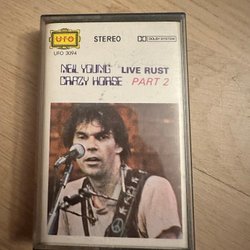 UFO
UFO 3094
STEREO
DOLBY SYSTEM
NEIL YOUNG
CRAZY HORSE
LIVE RUST
PART 2